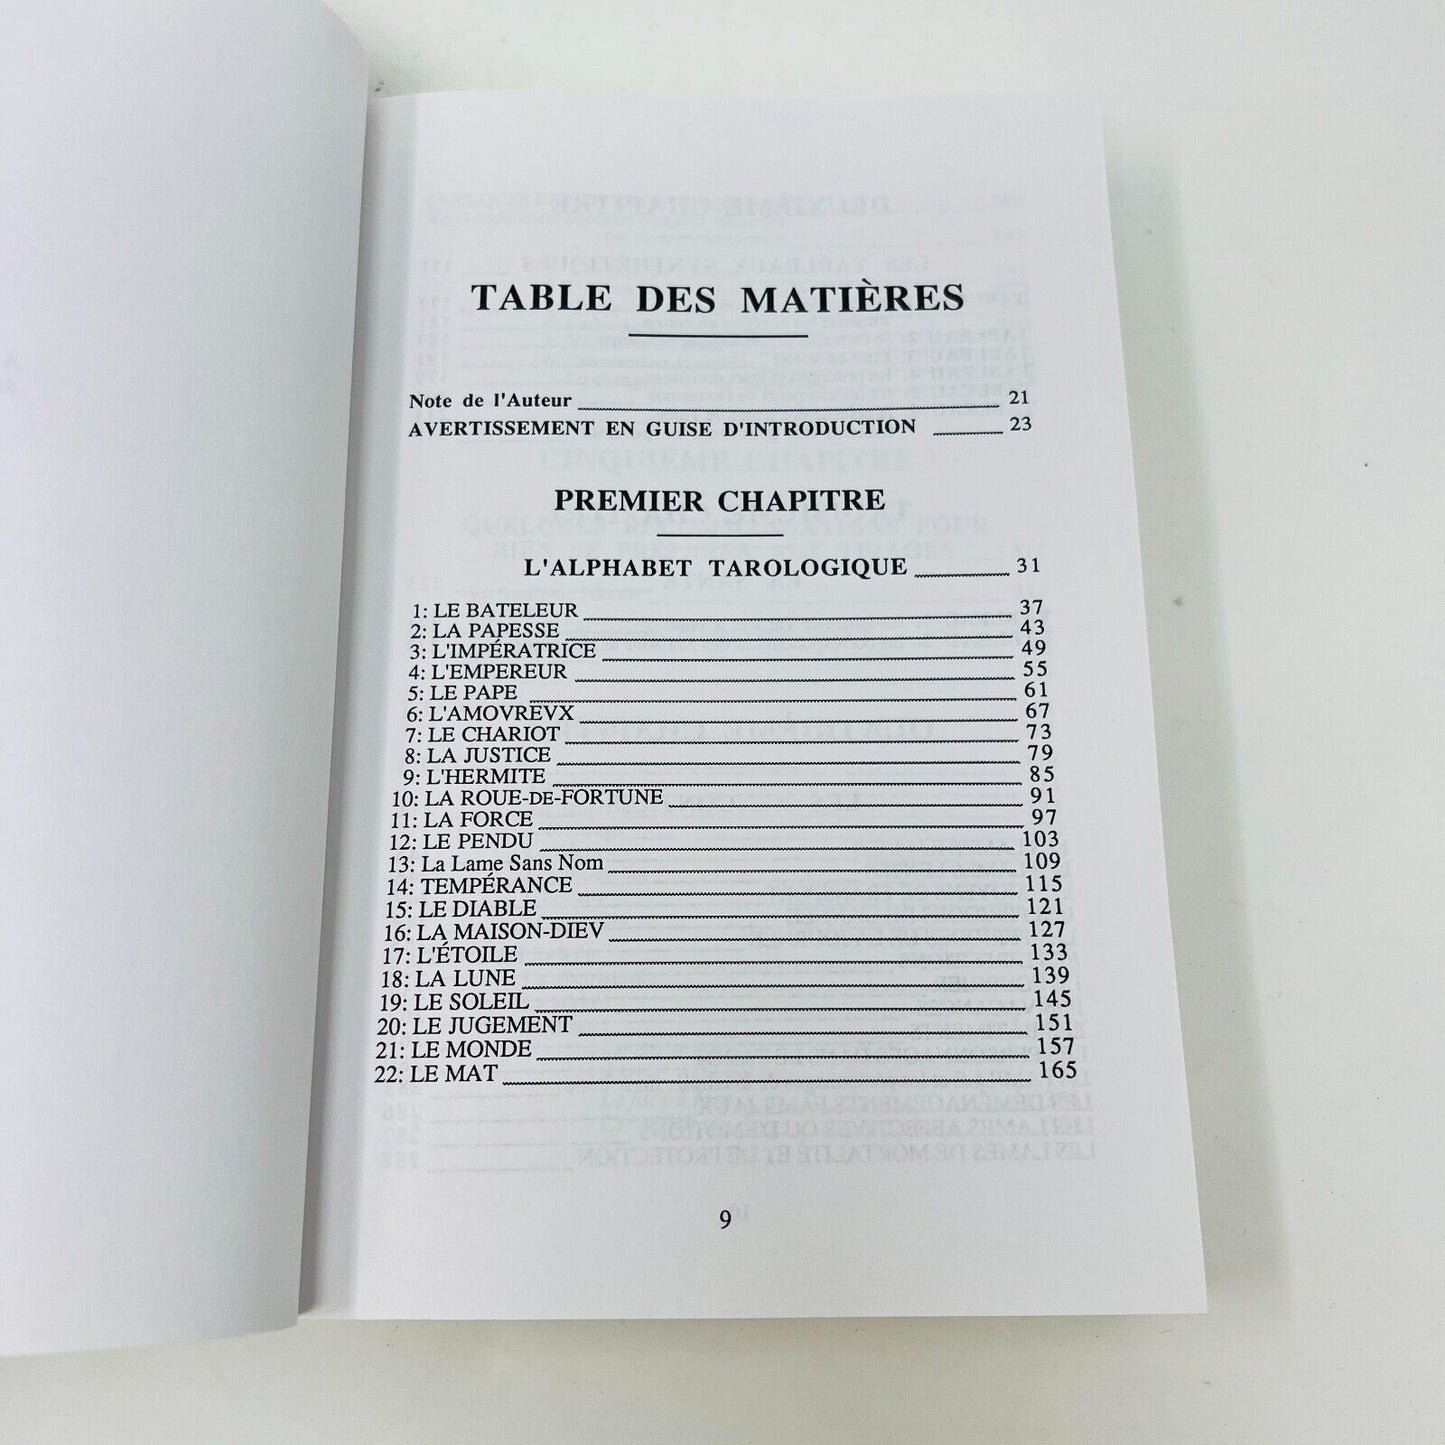 TABLE DES MATIÈRES
Note de l'Auteur 21
AVERTISSEMENT EN GUISE D'INTRODUCTION 23
PREMIER CHAPITRE
L'ALPHABET TAROLOGIQUE 31
1: LE BATELEUR 37
2: LA PAPESSE 43
3: L'IMPÉRATRICE 49
4: L'EMPEREUR 55
5: LE PAPE 61
6: L'AMOVREVX 67
7: LE CHARIOT 73
8: LA JUSTICE 79
9: L'HERMITE 85
10: LA ROUE-DE-FORTUNE 91
11: LA FORCE 97
12: LE PENDU 103
13: La Lame Sans Nom 109
14: TEMPÉRANCE 115
15: LE DIABLE 121
16: LA MAISON-DIEV 127
17: L'ÉTOILE 133
18: LA LUNE 139
19: LE SOLEIL 145
20: LE JUGEMENT 151
21: LE MONDE 157
22: LE MAT 165
9